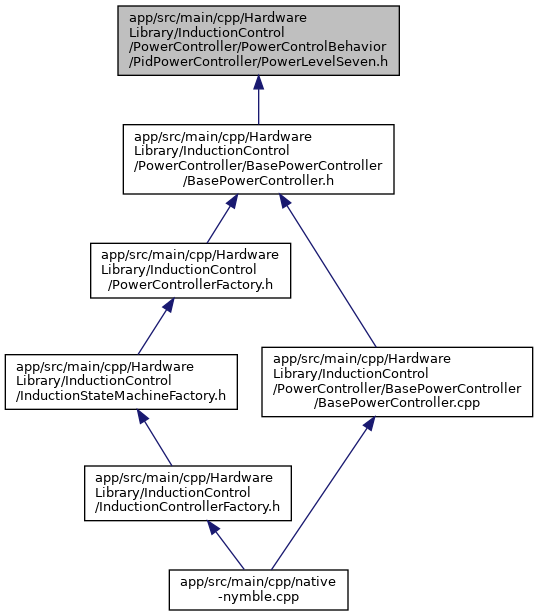 app/src/main/cpp/Hardware
Library/InductionControl
/PowerController/PowerControlBehavior
/PidPowerController/PowerLevelSeven.h
app/src/main/cpp/Hardware
Library/InductionControl
/PowerController/BasePowerController
/BasePowerController.h
app/src/main/cpp/Hardware
Library/InductionControl
/PowerControllerFactory.h
app/src/main/cpp/Hardware
Library/InductionControl
/InductionStateMachineFactory.h
app/src/main/cpp/Hardware
Library/InductionControl
/PowerController/BasePowerController
/BasePowerController.cpp
app/src/main/cpp/Hardware
Library/InductionControl
/InductionControllerFactory.h
app/src/main/cpp/native
-nymble.cpp